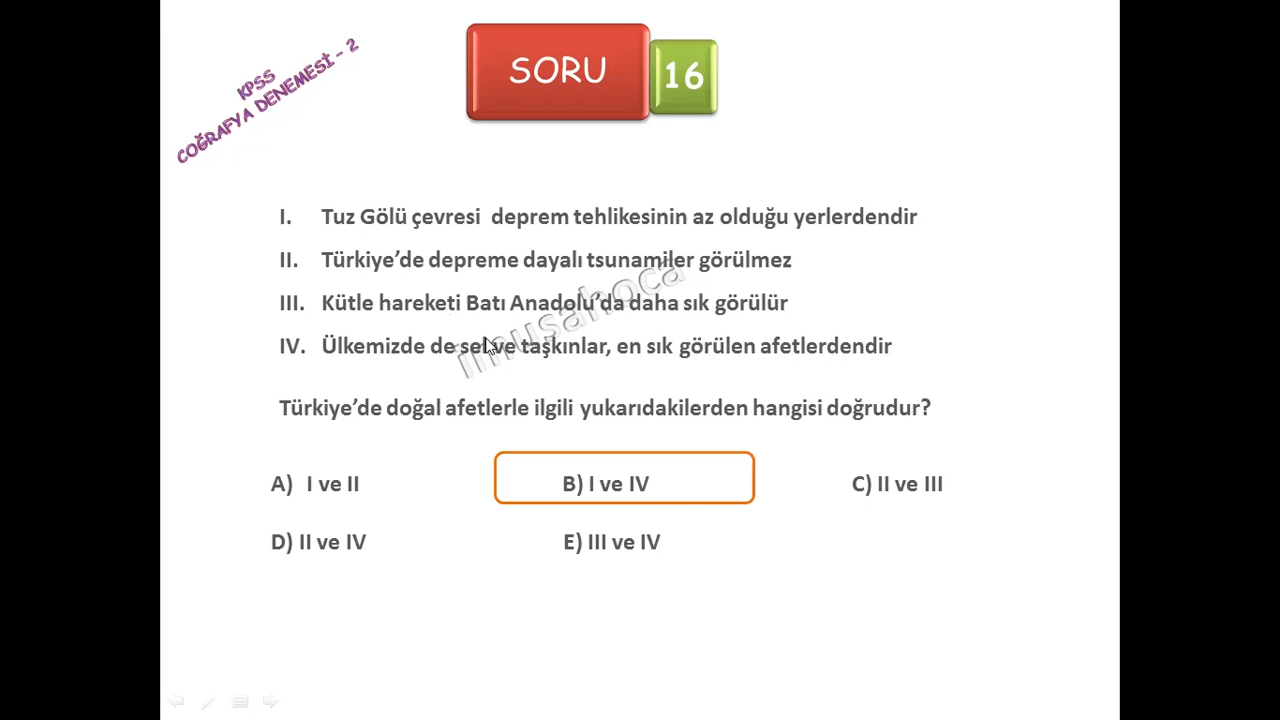 KPSS
COĞRAFYA DENEMESİ - 2
SORU 16
I. Tuz Gölü çevresi deprem tehlikesinin az olduğu yerlerdendir
II. Türkiye’de depreme dayalı tsunamiler görülmez
III. Kütle hareketi Batı Anadolu’da daha sık görülür
IV. Ülkemizde de sel ve taşkınlar, en sık görülen afetlerdendir
imusahoca
Türkiye’de doğal afetlerle ilgili yukarıdakilerden hangisi doğrudur?
A) I ve II B) I ve IV C) II ve III
D) II ve IV E) III ve IV